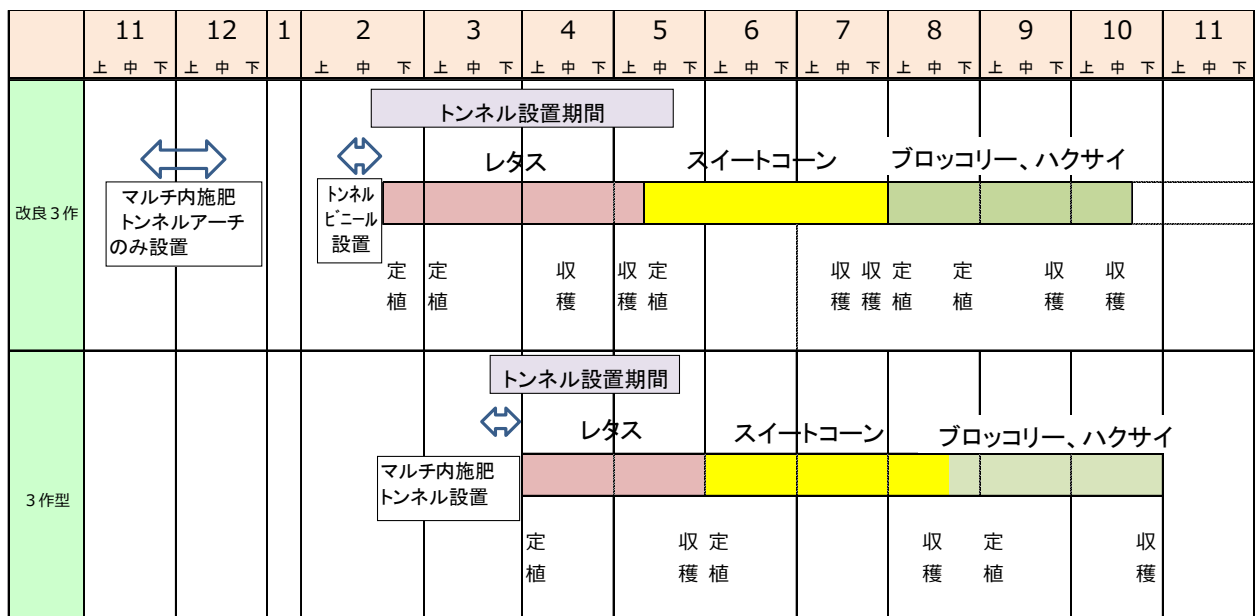 11 12 1 2 3 4 5 6 7 8 9 10 11
上 中 下 上 中 下 上 中 下 上 中 下 上 中 下 上 中 下 上 中 下 上 中 下 上 中 下 上 中 下 上 中 下 上 中 下
改良3作
トンネル設置期間
レタス スイートコーン ブロッコリー、ハクサイ
マルチ内施肥
トンネルアーチ
のみ設置
トンネル
ビニール
設置
定植 定植 収穫 収穫 定植 収穫 収穫 定植 定植 収穫 収穫
3作型
トンネル設置期間
レタス スイートコーン ブロッコリー、ハクサイ
マルチ内施肥
トンネル設置
定植 収穫 定植 収穫 定植 収穫